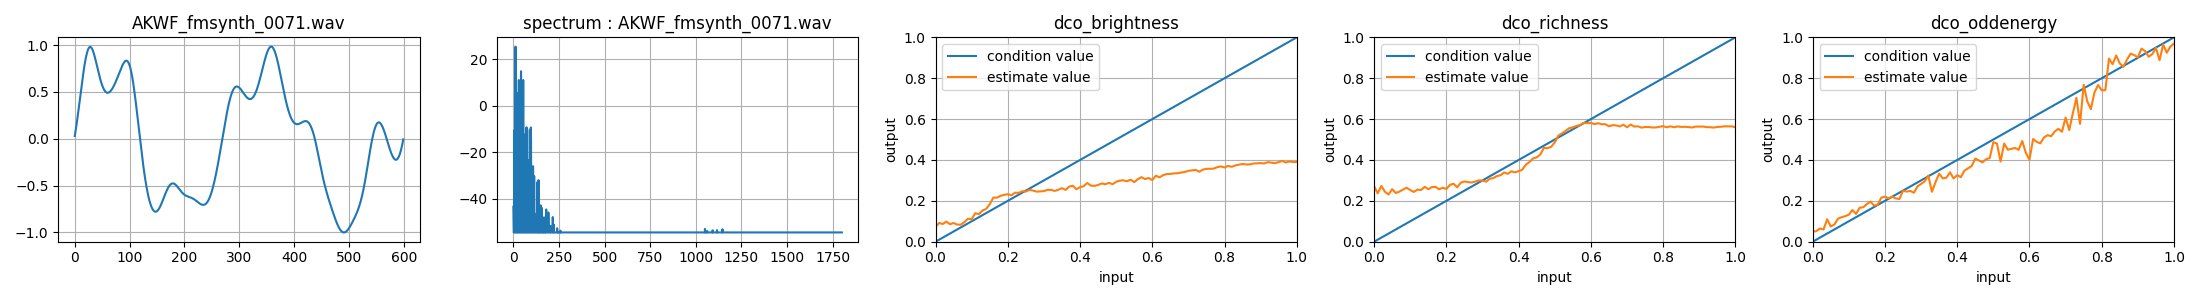 AKWF_fmsynth_0071.wav
1.0
0.5
0.0
−0.5
−1.0
0 100 200 300 400 500 600
spectrum : AKWF_fmsynth_0071.wav
20
0
−20
−40
0 250 500 750 1000 1250 1500 1750
dco_brightness
condition value
estimate value
output
1.0
0.8
0.6
0.4
0.2
0.0
0.0 0.2 0.4 0.6 0.8 1.0
input
dco_richness
condition value
estimate value
output
1.0
0.8
0.6
0.4
0.2
0.0
0.0 0.2 0.4 0.6 0.8 1.0
input
dco_oddenergy
condition value
estimate value
output
1.0
0.8
0.6
0.4
0.2
0.0
0.0 0.2 0.4 0.6 0.8 1.0
input